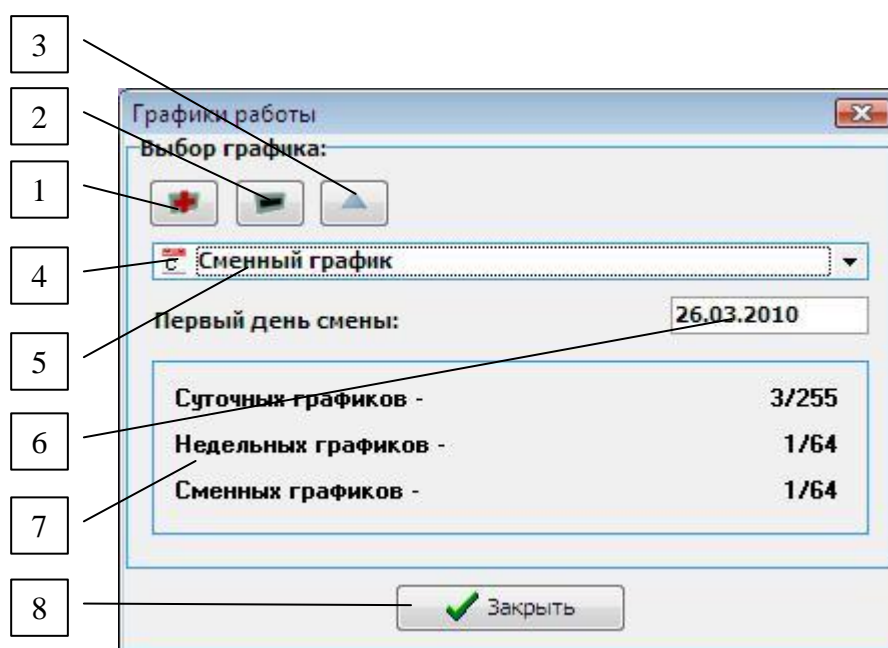 3
2
Графики работы
Выбор графика:
1
4
С Сменный график
Первый день смены: 26.03.2010
5
Суточных графиков - 3/255
6
Недельных графиков - 1/64
Сменных графиков - 1/64
7
8
Закрыть